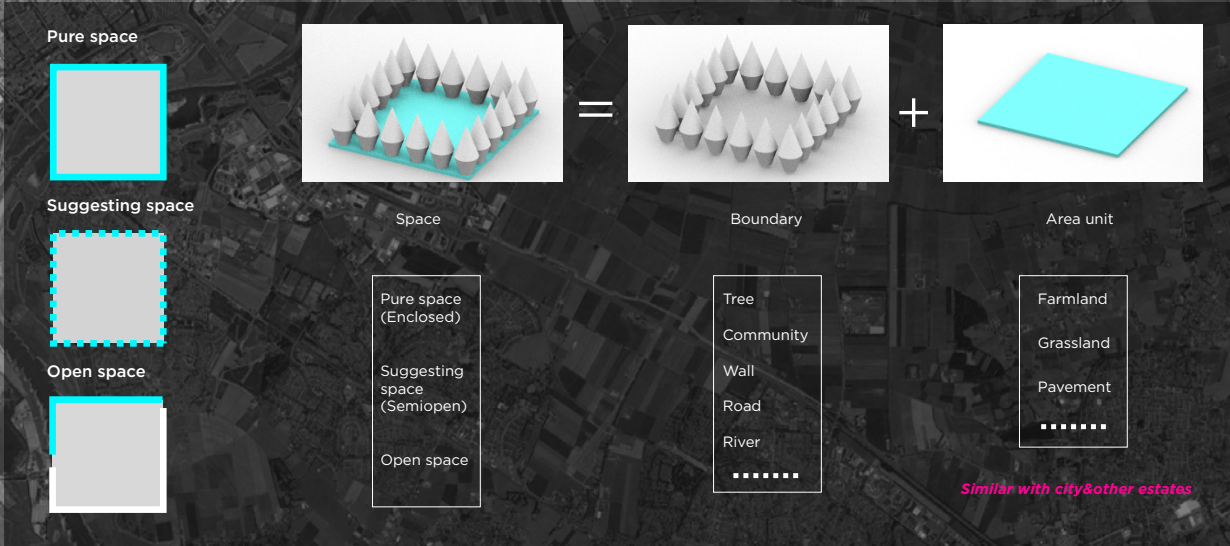 Pure space
Suggesting space
Open space
=
+
Space
Boundary
Area unit
Pure space
(Enclosed)
Suggesting
space
(Semiopen)
Open space
Tree
Community
Wall
Road
River
Farmland
Grassland
Pavement
Similar with city&other estates